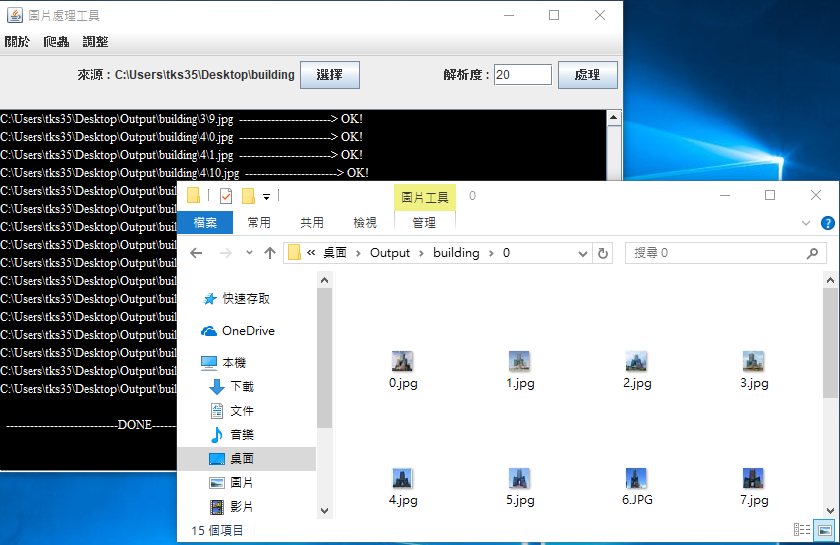 圖片處理工具
關於 爬蟲 調整
來源 : C:\Users\tks35\Desktop\building 選擇 解析度 : 20 處理
C:\Users\tks35\Desktop\Output\building\3\9.jpg -----------------------> OK!
C:\Users\tks35\Desktop\Output\building\4\0.jpg -----------------------> OK!
C:\Users\tks35\Desktop\Output\building\4\1.jpg -----------------------> OK!
C:\Users\tks35\Desktop\Output\building\4\10.jpg -----------------------> OK!
C:\Users\tks35\Desktop\Output\buil
C:\Users\tks35\Desktop\Output\buil
C:\Users\tks35\Desktop\Output\buil
C:\Users\tks35\Desktop\Output\buil
C:\Users\tks35\Desktop\Output\buil
C:\Users\tks35\Desktop\Output\buil
C:\Users\tks35\Desktop\Output\buil
C:\Users\tks35\Desktop\Output\buil
C:\Users\tks35\Desktop\Output\buil
C:\Users\tks35\Desktop\Output\buil
C:\Users\tks35\Desktop\Output\buil
C:\Users\tks35\Desktop\Output\buil
----------------------------DONE------
圖片工具 0
檔案 常用 共用 檢視 管理
« 桌面 › Output › building › 0 搜尋 0
快速存取
OneDrive
本機
下載
文件
音樂
桌面
圖片
影片
0.jpg 1.jpg 2.jpg 3.jpg
4.jpg 5.jpg 6.JPG 7.jpg
15 個項目